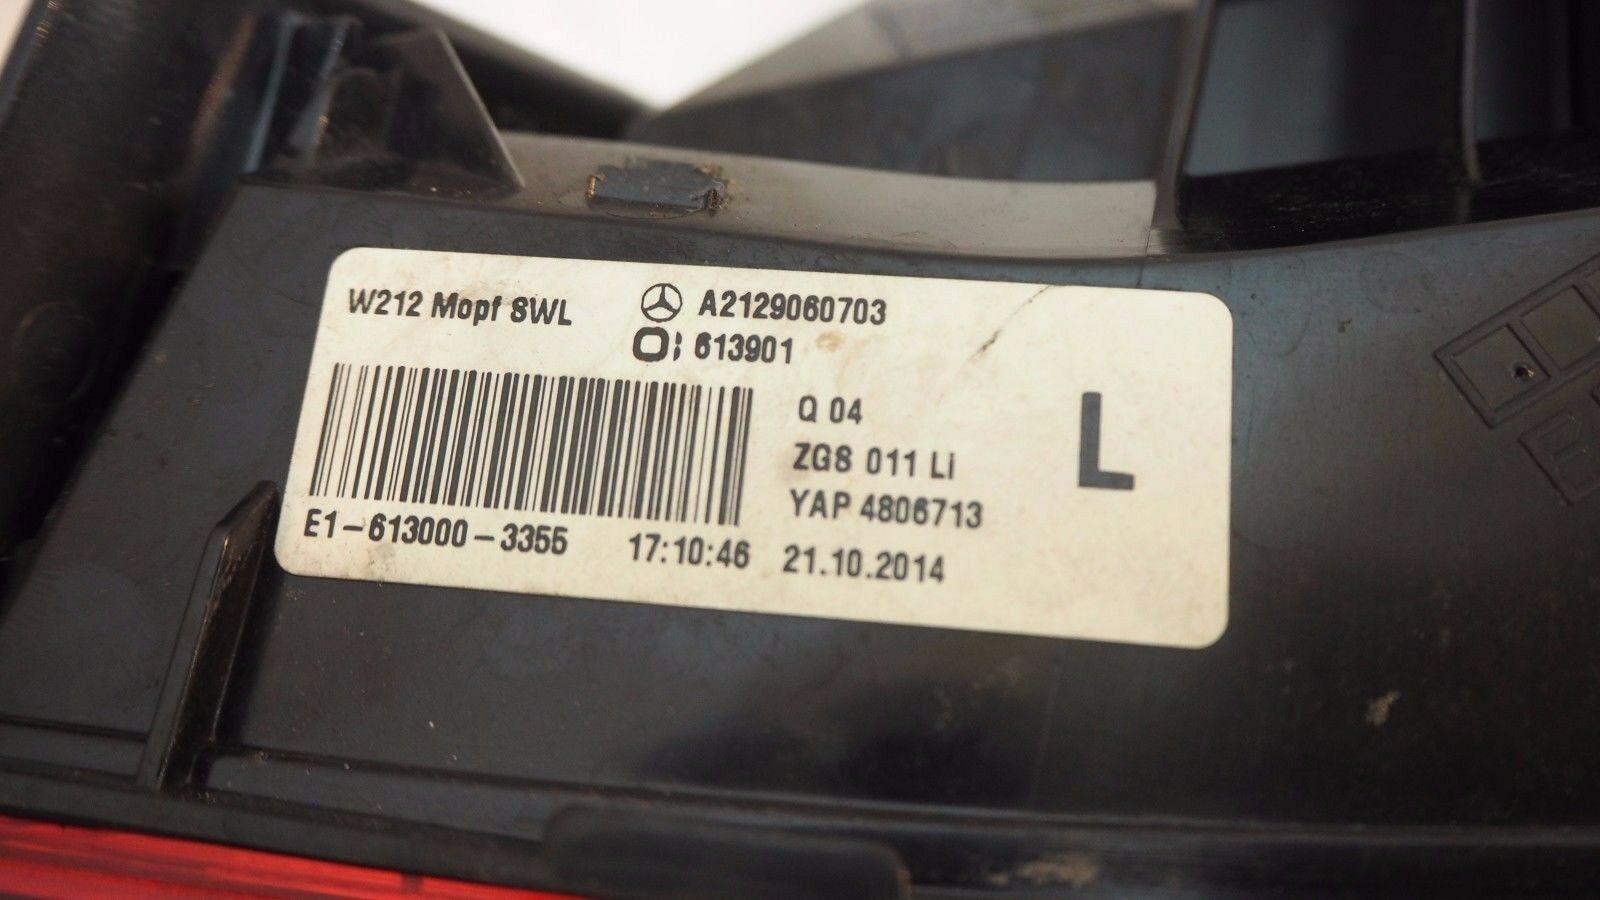 W212 Mopf SWL A2129060703
613901
Q 04
ZGS 011 Li
YAP 4806713
L
E1-613000-3355 17:10:46 21.10.2014